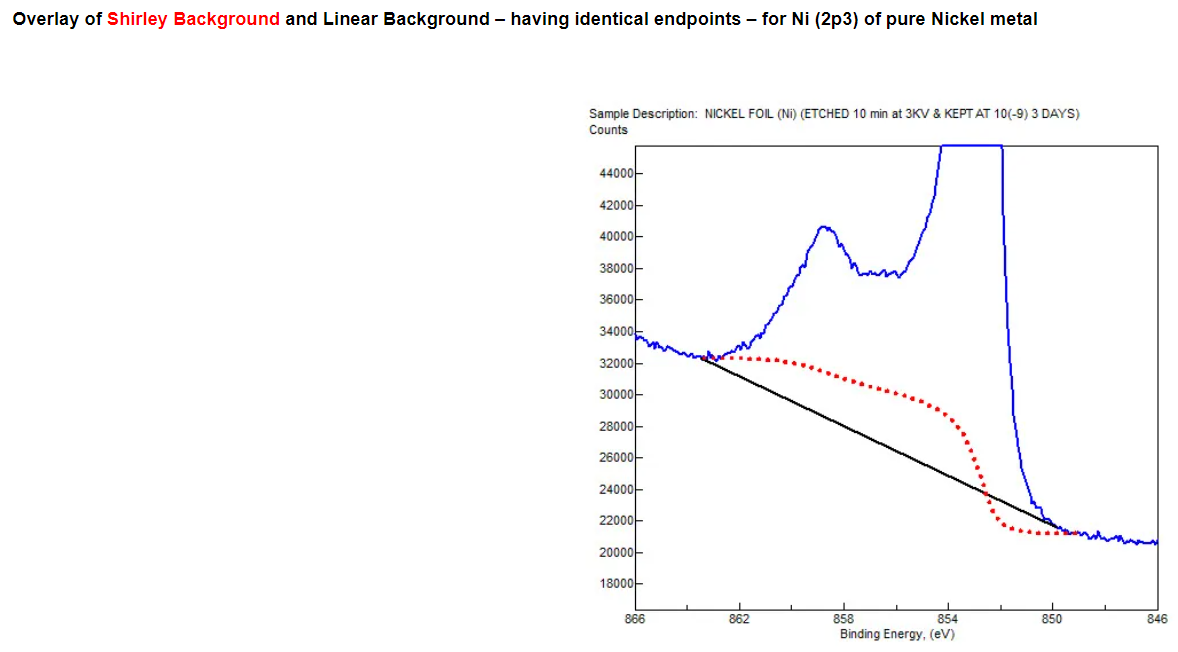 Overlay of Shirley Background and Linear Background – having identical endpoints – for Ni (2p3) of pure Nickel metal
Sample Description: NICKEL FOIL (Ni) (ETCHED 10 min at 3KV & KEPT AT 10(-9) 3 DAYS)
Counts
44000
42000
40000
38000
36000
34000
32000
30000
28000
26000
24000
22000
20000
18000
866 862 858 854 850 846
Binding Energy, (eV)